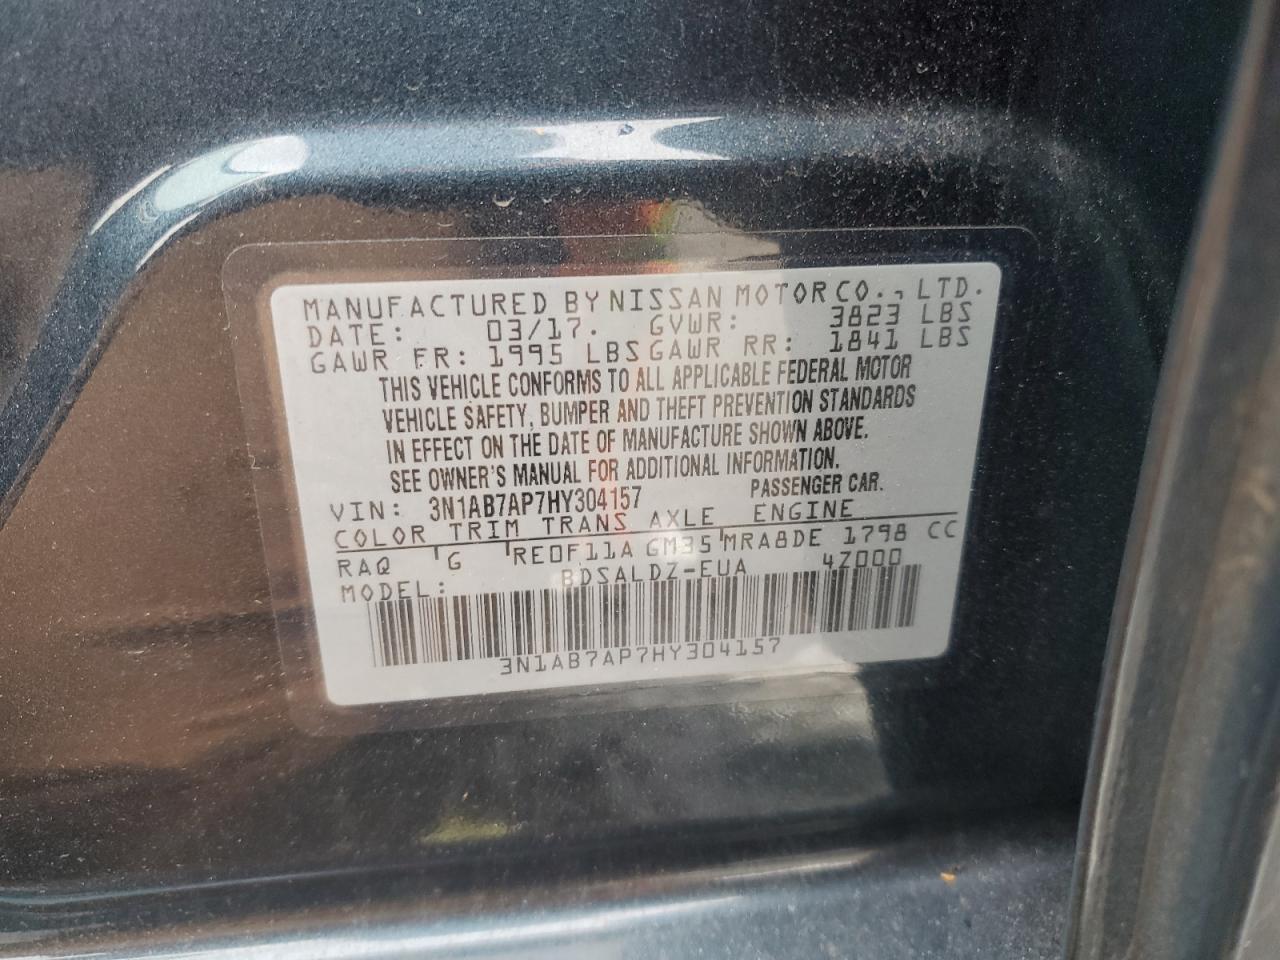 MANUFACTURED BY NISSAN MOTOR CO., LTD.
DATE: 03/17. GVWR: 3823 LBS
GAWR FR: 1995 LBS GAWR RR: 1841 LBS
THIS VEHICLE CONFORMS TO ALL APPLICABLE FEDERAL MOTOR
VEHICLE SAFETY, BUMPER AND THEFT PREVENTION STANDARDS
IN EFFECT ON THE DATE OF MANUFACTURE SHOWN ABOVE.
SEE OWNER'S MANUAL FOR ADDITIONAL INFORMATION.
VIN: 3N1AB7AP7HY304157 PASSENGER CAR.
COLOR TRIM TRANS AXLE ENGINE
RAQ G RE0F11A GM35 MRA8DE 1798 CC
MODEL: BDSALDZ-EUA 4Z000
3N1AB7AP7HY304157